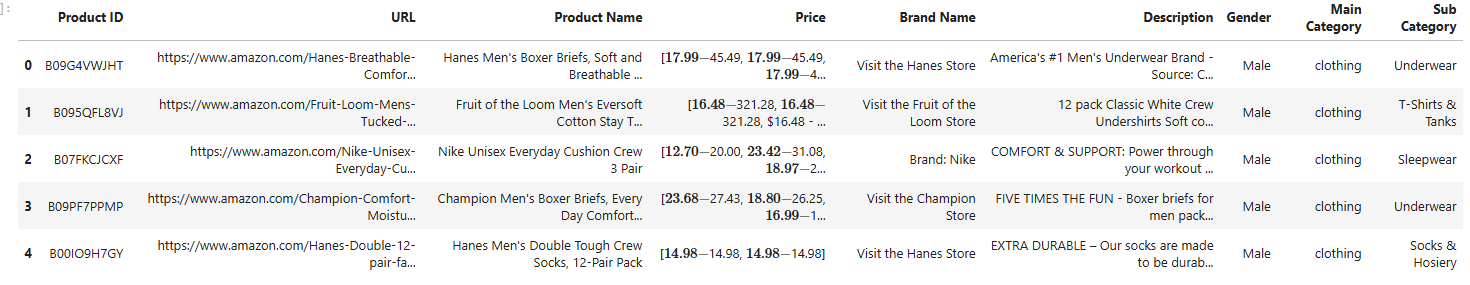 ]:
Product ID URL Product Name Price Brand Name Description Gender Main Category Sub Category
0 B09G4VWJHT https://www.amazon.com/Hanes-Breathable-Comfor... Hanes Men's Boxer Briefs, Soft and Breathable ... [17.99—45.49, 17.99—45.49, 17.99—4... Visit the Hanes Store America's #1 Men's Underwear Brand - Source: C... Male clothing Underwear
1 B095QFL8VJ https://www.amazon.com/Fruit-Loom-Mens-Tucked-... Fruit of the Loom Men's Eversoft Cotton Stay T... [16.48—321.28, 16.48—321.28, $16.48 - ... Visit the Fruit of the Loom Store 12 pack Classic White Crew Undershirts Soft co... Male clothing T-Shirts & Tanks
2 B07FKCJCXF https://www.amazon.com/Nike-Unisex-Everyday-Cu... Nike Unisex Everyday Cushion Crew 3 Pair [12.70—20.00, 23.42—31.08, 18.97—2... Brand: Nike COMFORT & SUPPORT: Power through your workout ... Male clothing Sleepwear
3 B09PF7PPMP https://www.amazon.com/Champion-Comfort-Moistu... Champion Men's Boxer Briefs, Every Day Comfort... [23.68—27.43, 18.80—26.25, 16.99—1... Visit the Champion Store FIVE TIMES THE FUN - Boxer briefs for men pack... Male clothing Underwear
4 B00IO9H7GY https://www.amazon.com/Hanes-Double-12-pair-fa... Hanes Men's Double Tough Crew Socks, 12-Pair Pack [14.98—14.98, 14.98—14.98] Visit the Hanes Store EXTRA DURABLE – Our socks are made to be durab... Male clothing Socks & Hosiery